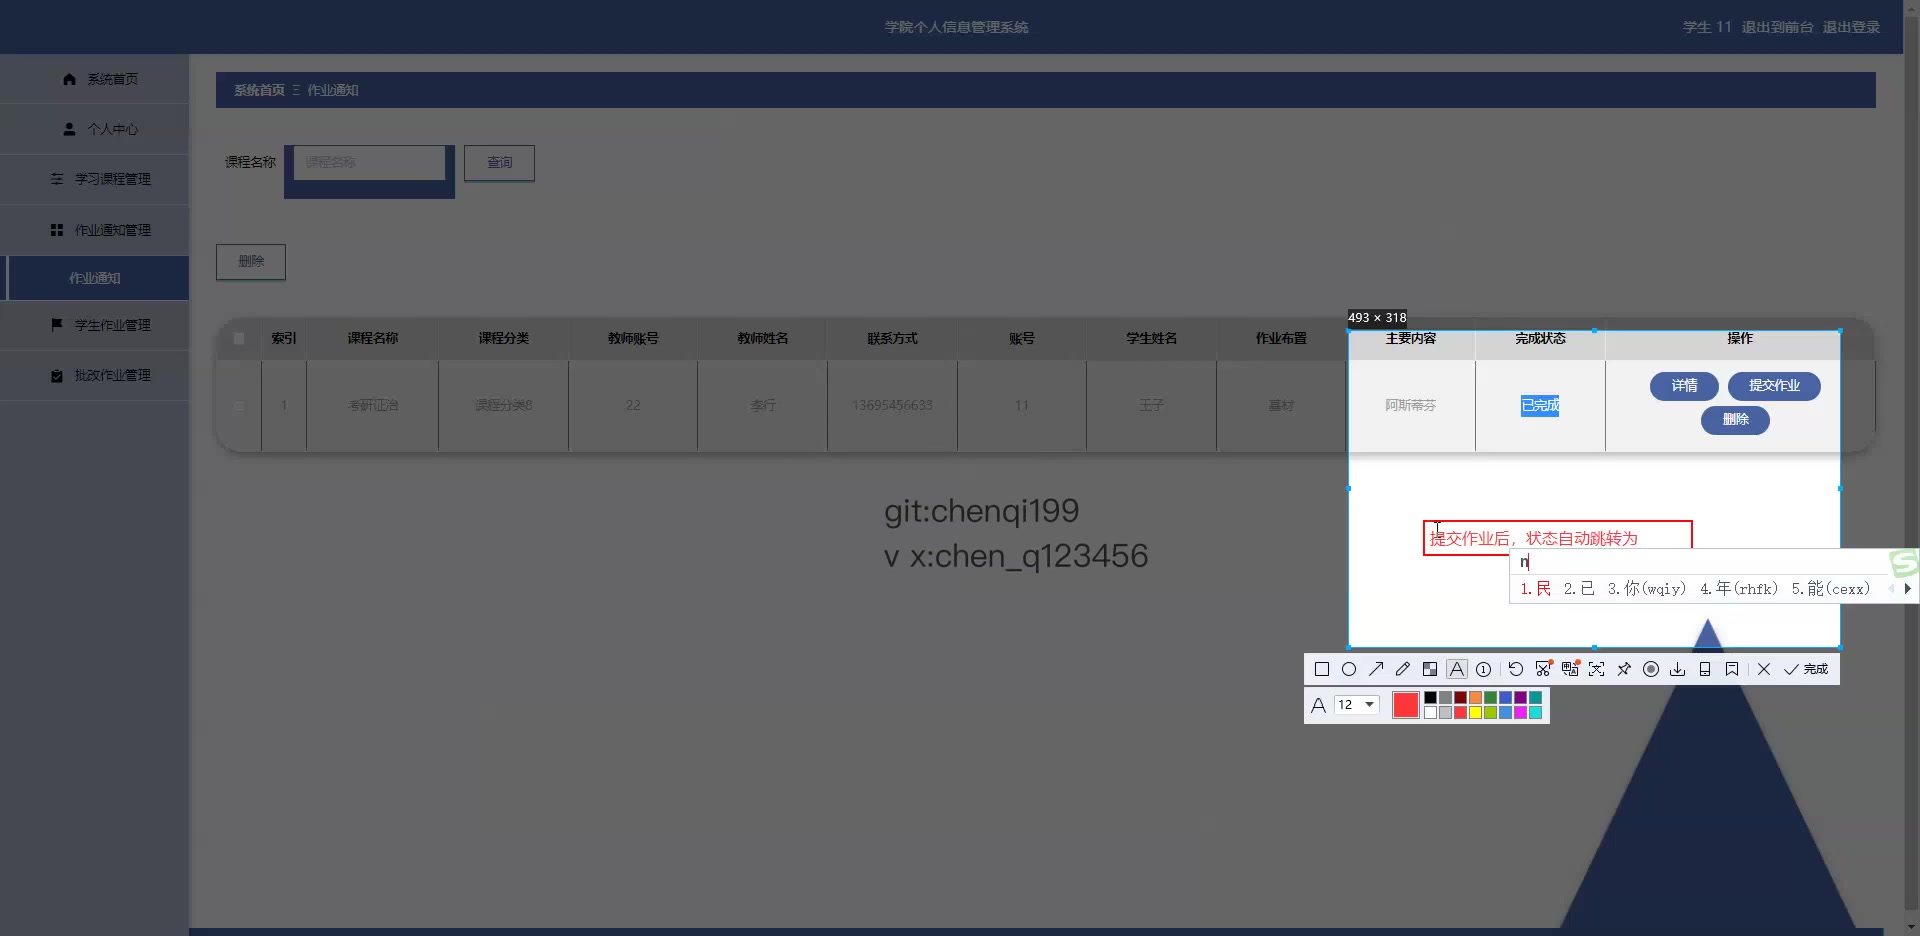 学院个人信息管理系统
学生 11 退出到前台 退出登录
系统首页
个人中心
学习课程管理
作业通知管理
作业通知
学生作业管理
批改作业管理
系统首页 Ξ 作业通知
课程名称 课程名称 查询
删除
493 × 318
索引 课程名称 课程分类 教师账号 教师姓名 联系方式 账号 学生姓名 作业布置 主要内容 完成状态 操作
1 考研证治 课程分类8 22 李行 13695456633 11 王子 基材 阿斯蒂芬 已完成 详情 提交作业
删除
git:chenqi199
v x:chen_q123456
提交作业后，状态自动跳转为
n
1.民 2.已 3.你(wqiy) 4.年(rhfk) 5.能(cexx)
完成
A 12